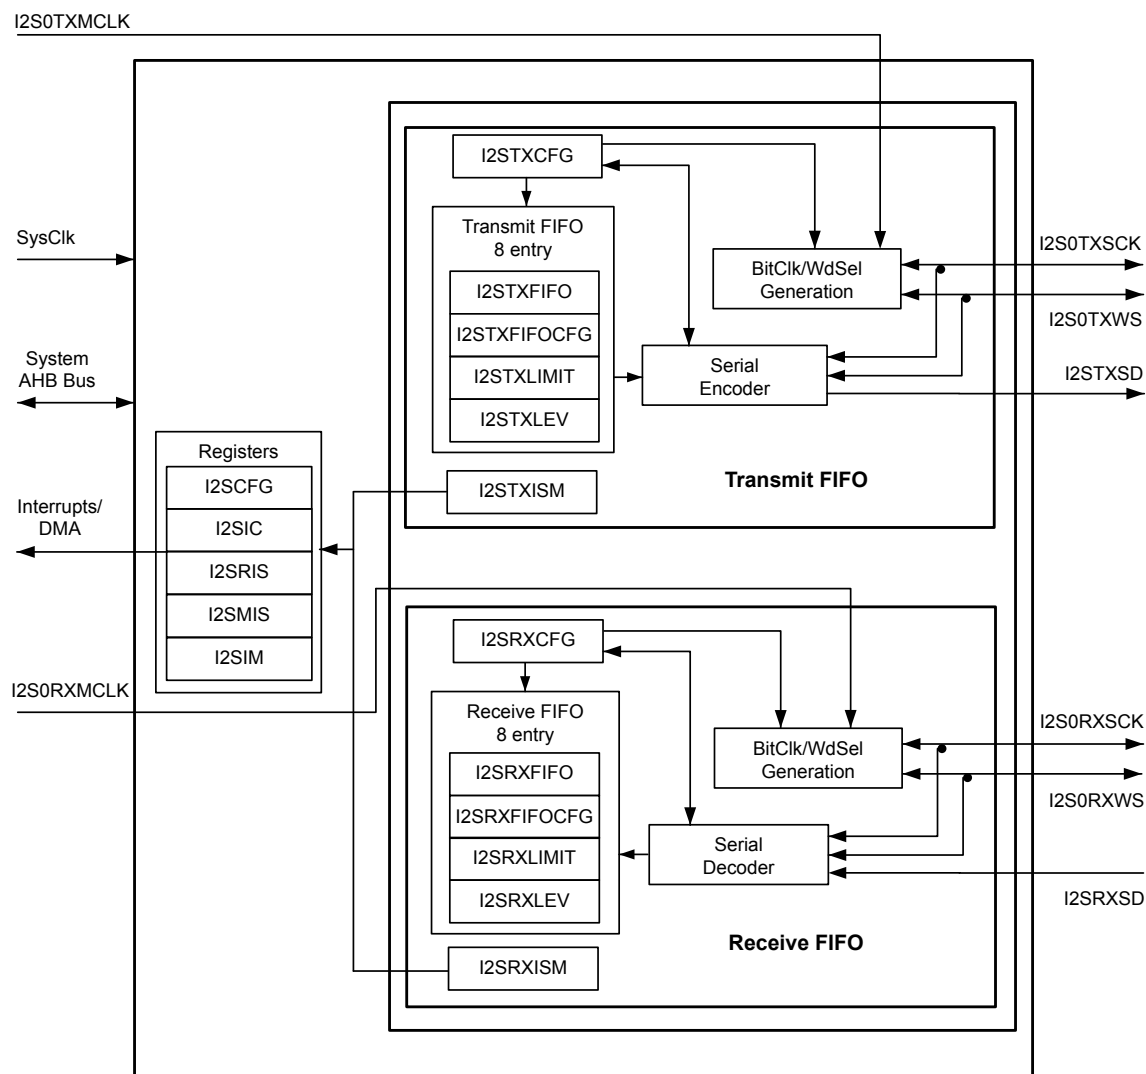 I2S0TXMCLK
SysClk
System
AHB Bus
Interrupts/
DMA
I2S0RXMCLK
Registers
I2SCFG
I2SIC
I2SRIS
I2SMIS
I2SIM
I2STXCFG
Transmit FIFO
8 entry
I2STXFIFO
I2STXFIFOCFG
I2STXLIMIT
I2STXLEV
I2STXISM
BitClk/WdSel
Generation
Serial
Encoder
Transmit FIFO
I2S0TXSCK
I2S0TXWS
I2STXSD
I2SRXCFG
Receive FIFO
8 entry
I2SRXFIFO
I2SRXFIFOCFG
I2SRXLIMIT
I2SRXLEV
I2SRXISM
BitClk/WdSel
Generation
Serial
Decoder
Receive FIFO
I2S0RXSCK
I2S0RXWS
I2SRXSD